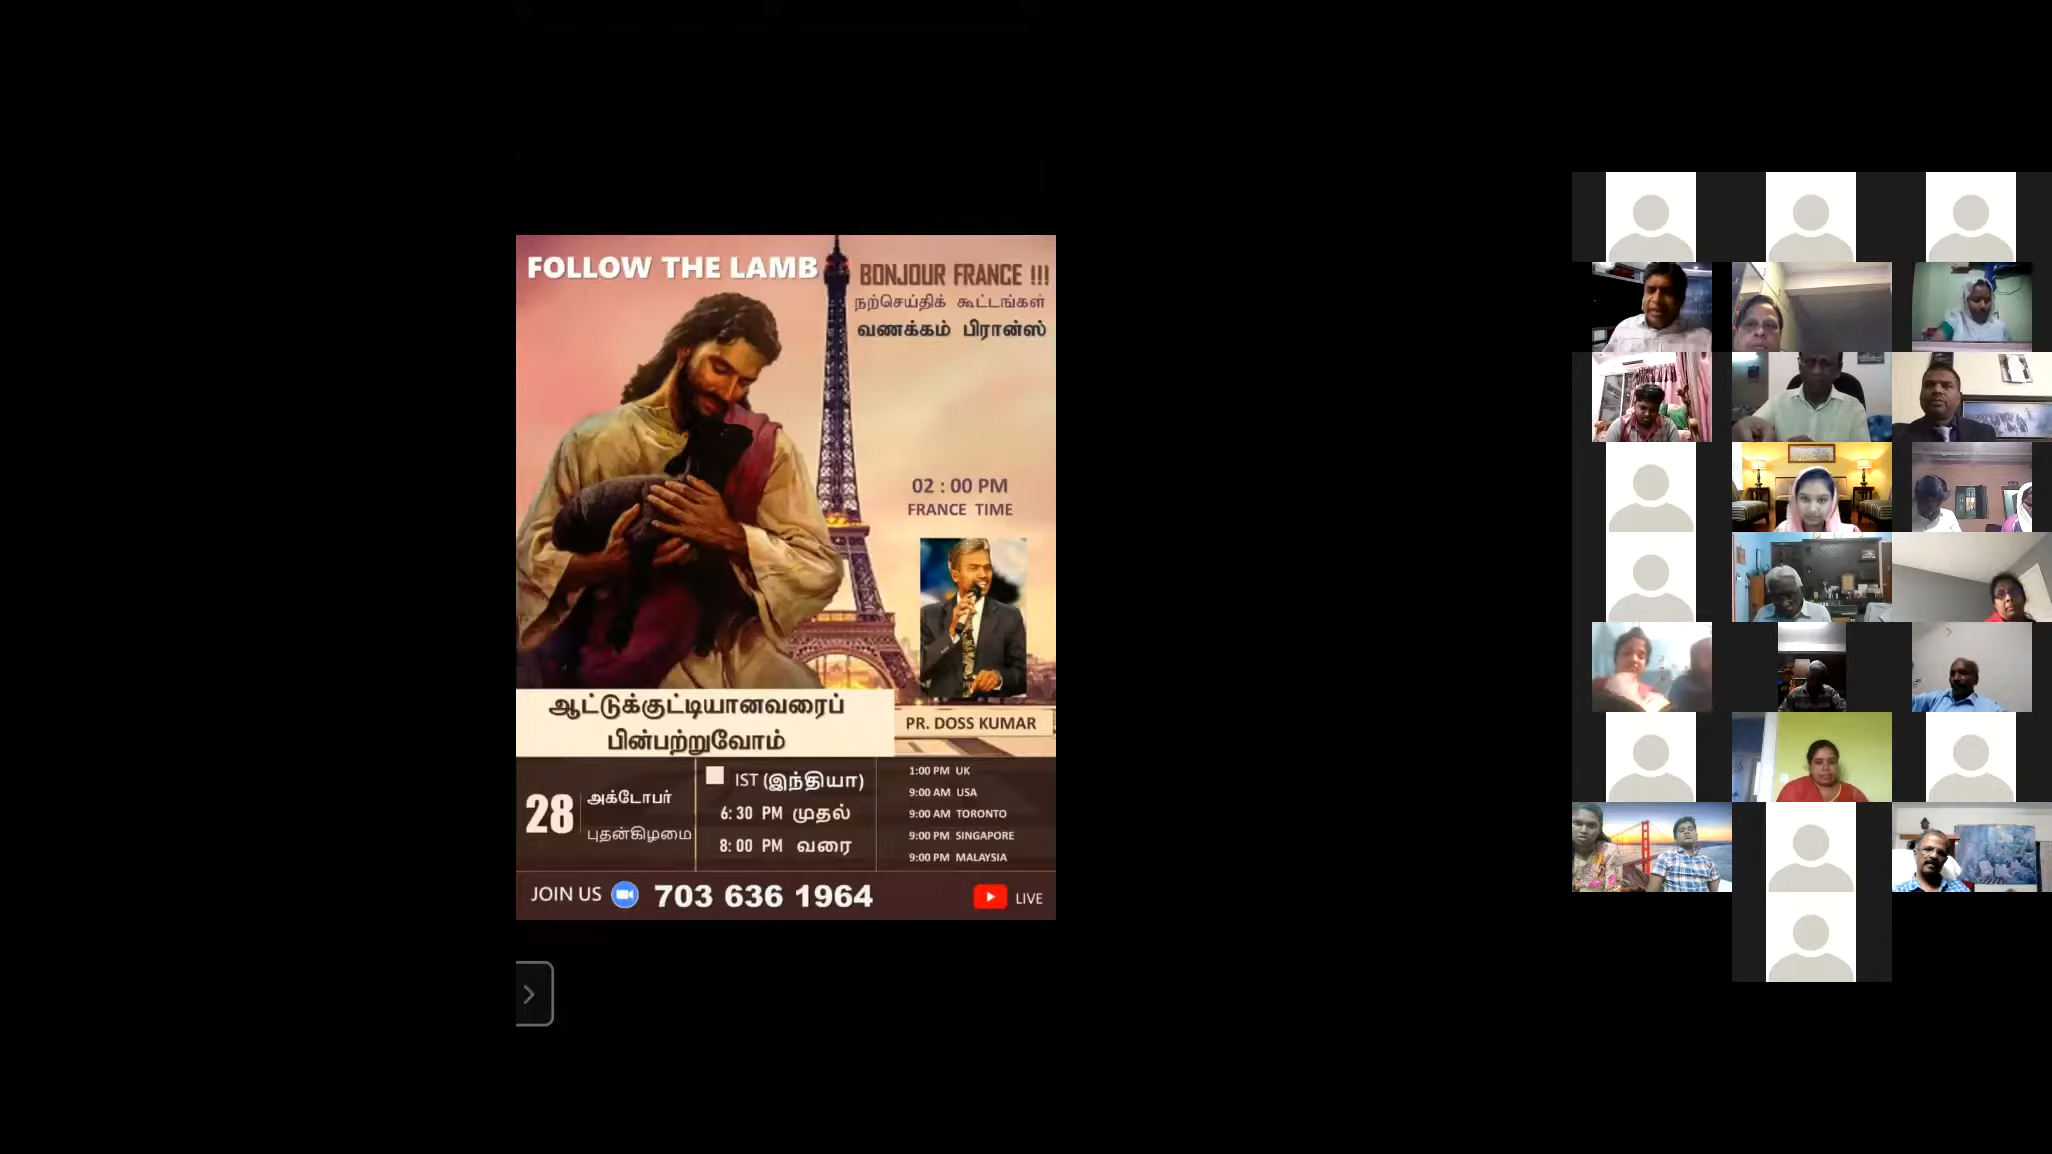 FOLLOW THE LAMB
BONJOUR FRANCE !!!
நற்செய்திக் கூட்டங்கள்
வணக்கம் பிரான்ஸ்
02 : 00 PM
FRANCE TIME
ஆட்டுக்குட்டியானவரைப்
பின்பற்றுவோம்
PR. DOSS KUMAR
28
அக்டோபர்
புதன்கிழமை
IST (இந்தியா)
6: 30 PM முதல்
8: 00 PM வரை
1:00 PM UK
9:00 AM USA
9:00 AM TORONTO
9:00 PM SINGAPORE
9:00 PM MALAYSIA
JOIN US 703 636 1964
LIVE